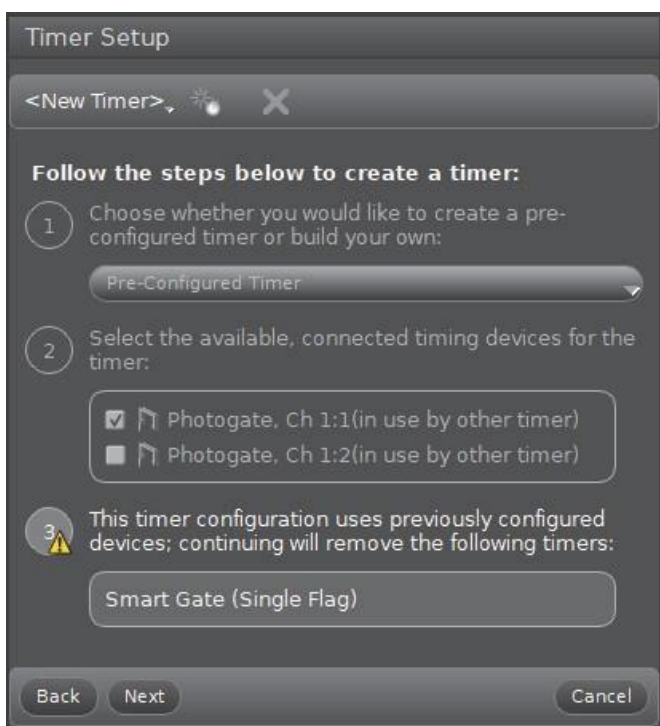 Timer Setup
<New Timer>
Follow the steps below to create a timer:
1
Choose whether you would like to create a pre-
configured timer or build your own:
Pre-Configured Timer
2
Select the available, connected timing devices for the
timer:
Photogate, Ch 1:1(in use by other timer)
Photogate, Ch 1:2(in use by other timer)
3
This timer configuration uses previously configured
devices; continuing will remove the following timers:
Smart Gate (Single Flag)
Back Next Cancel